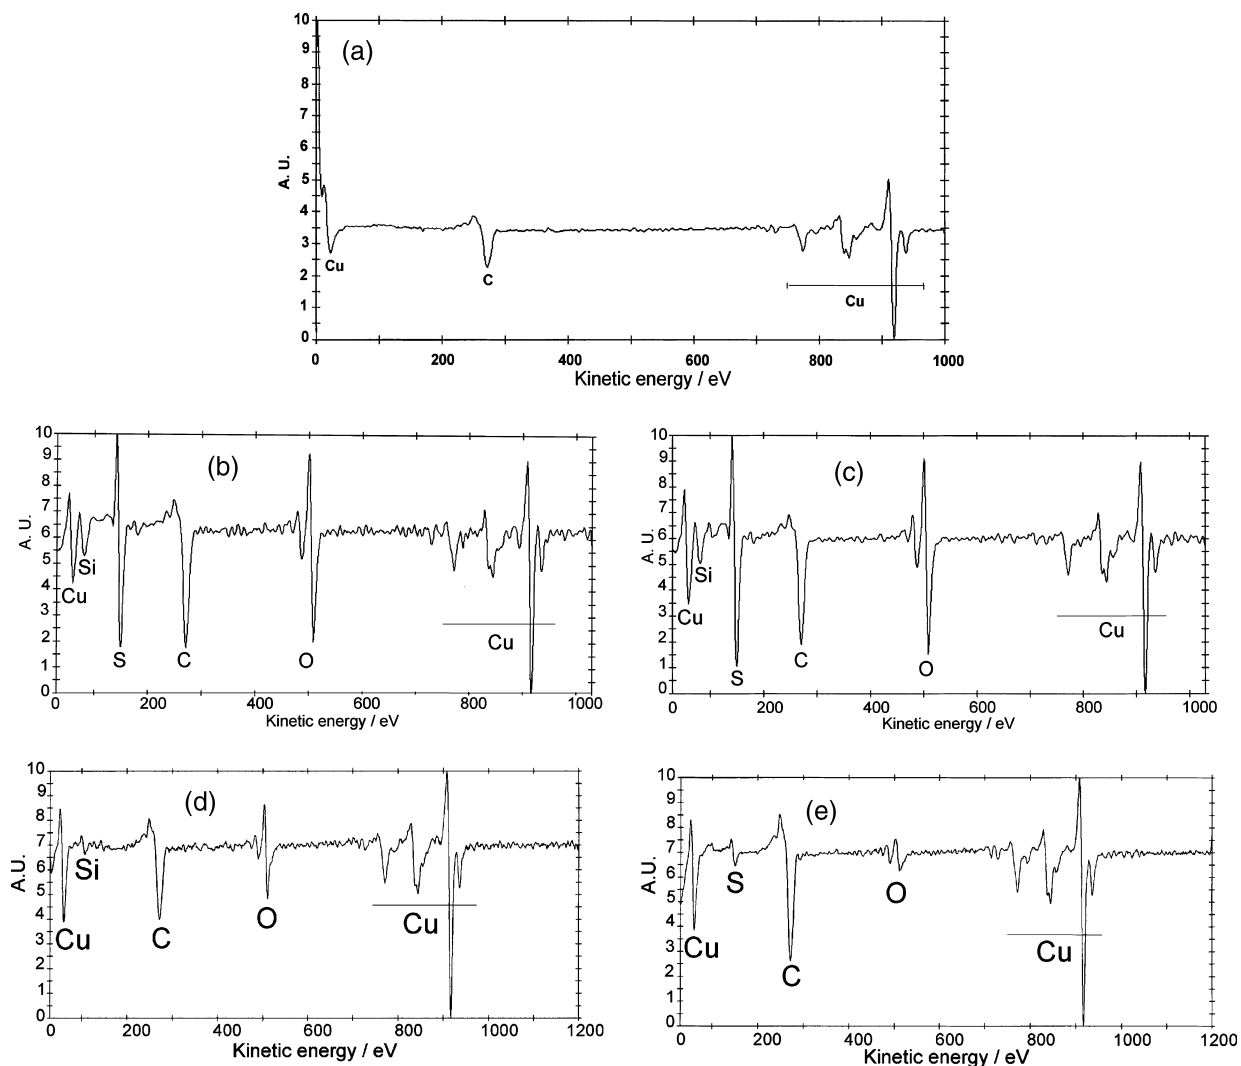 (a)
10
9
8
7
6
5
4
3
2
1
0
A. U.
Cu
C
Cu
0 200 400 600 800 1000
Kinetic energy / eV
(b)
10
9
8
7
6
5
4
3
2
1
0
A. U.
Cu
Si
S
C
O
Cu
0 200 400 600 800 1000
Kinetic energy / eV
(c)
10
9
8
7
6
5
4
3
2
1
0
A. U.
Cu
Si
S
C
O
Cu
0 200 400 600 800 1000
Kinetic energy / eV
(d)
10
9
8
7
6
5
4
3
2
1
0
A.U.
Cu
Si
C
O
Cu
0 200 400 600 800 1000 1200
Kinetic energy / eV
(e)
10
9
8
7
6
5
4
3
2
1
0
A.U.
Cu
S
C
O
Cu
0 200 400 600 800 1000 1200
Kinetic energy / eV